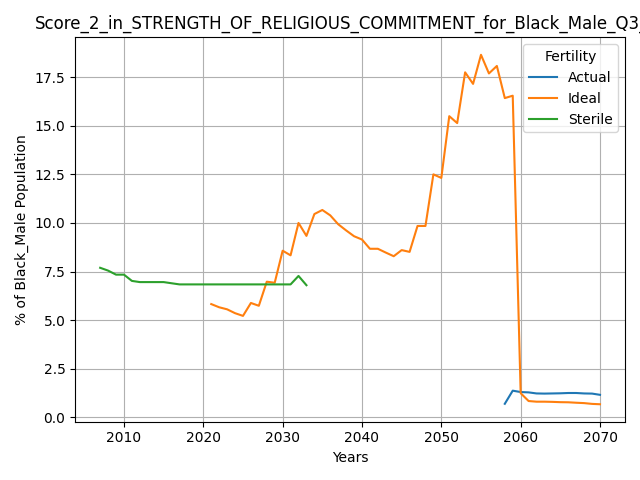 Score_2_in_STRENGTH_OF_RELIGIOUS_COMMITMENT_for_Black_Male_Q3_
Fertility
Actual
Ideal
Sterile
17.5
15.0
12.5
10.0
7.5
5.0
2.5
0.0
% of Black_Male Population
2010 2020 2030 2040 2050 2060 2070
Years